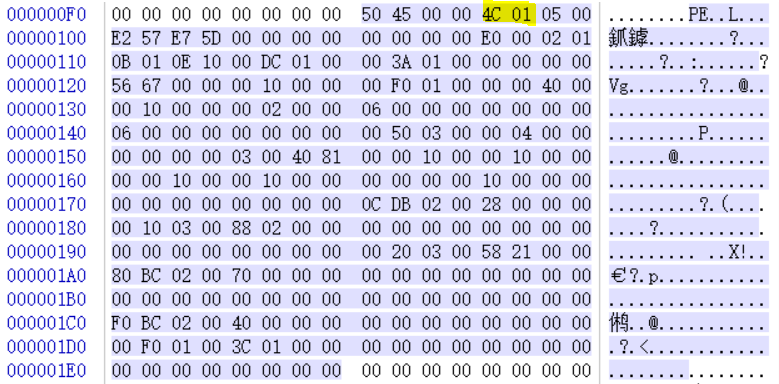 000000F0 00 00 00 00 00 00 00 00 50 45 00 00 4C 01 05 00 ........PE..L...
00000100 E2 57 E7 5D 00 00 00 00 00 00 00 00 E0 00 02 01 釽鏬........?...
00000110 0B 01 0E 10 00 DC 01 00 00 3A 01 00 00 00 00 00 .....?..:......?
00000120 56 67 00 00 00 10 00 00 00 F0 01 00 00 00 40 00 Vg.......?...@..
00000130 00 10 00 00 00 02 00 00 06 00 00 00 00 00 00 00 ................
00000140 06 00 00 00 00 00 00 00 00 50 03 00 00 04 00 00 .........P......
00000150 00 00 00 00 03 00 40 81 00 00 10 00 00 10 00 00 ......@.........
00000160 00 00 10 00 00 10 00 00 00 00 00 00 10 00 00 00 ................
00000170 00 00 00 00 00 00 00 00 0C DB 02 00 28 00 00 00 .........?.(....
00000180 00 10 03 00 88 02 00 00 00 00 00 00 00 00 00 00 ....?...........
00000190 00 00 00 00 00 00 00 00 00 20 03 00 58 21 00 00 ......... ..X!..
000001A0 80 BC 02 00 70 00 00 00 00 00 00 00 00 00 00 00 €?.p............
000001B0 00 00 00 00 00 00 00 00 00 00 00 00 00 00 00 00 ................
000001C0 F0 BC 02 00 40 00 00 00 00 00 00 00 00 00 00 00 鸺..@...........
000001D0 00 F0 01 00 3C 01 00 00 00 00 00 00 00 00 00 00 .?.<............
000001E0 00 00 00 00 00 00 00 00 00 00 00 00 00 00 00 00 ................